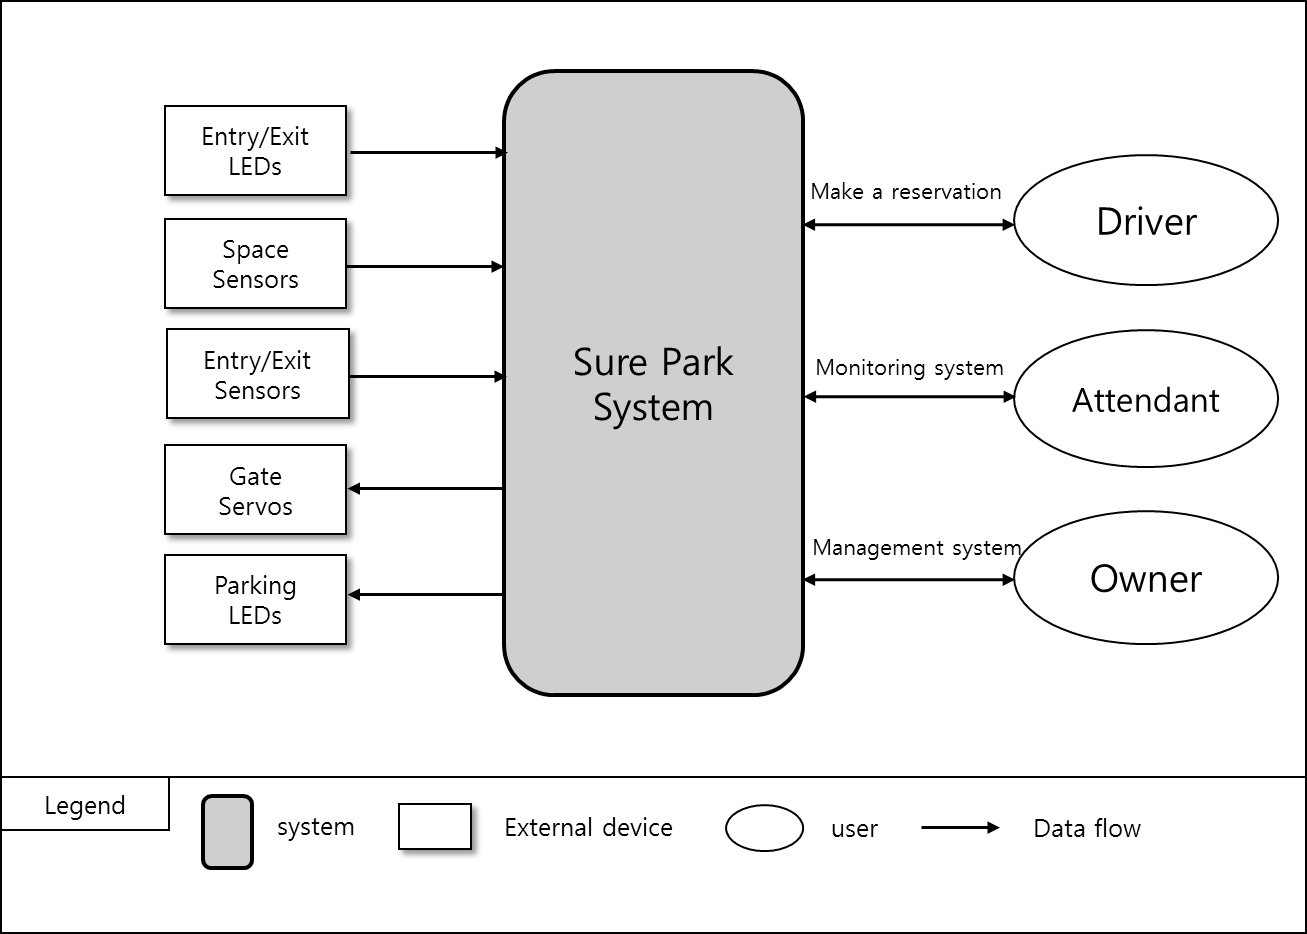 Entry/Exit
LEDs
Space
Sensors
Entry/Exit
Sensors
Gate
Servos
Parking
LEDs
Sure Park
System
Make a reservation
Driver
Monitoring system
Attendant
Management system
Owner
Legend
system
External device
user
Data flow